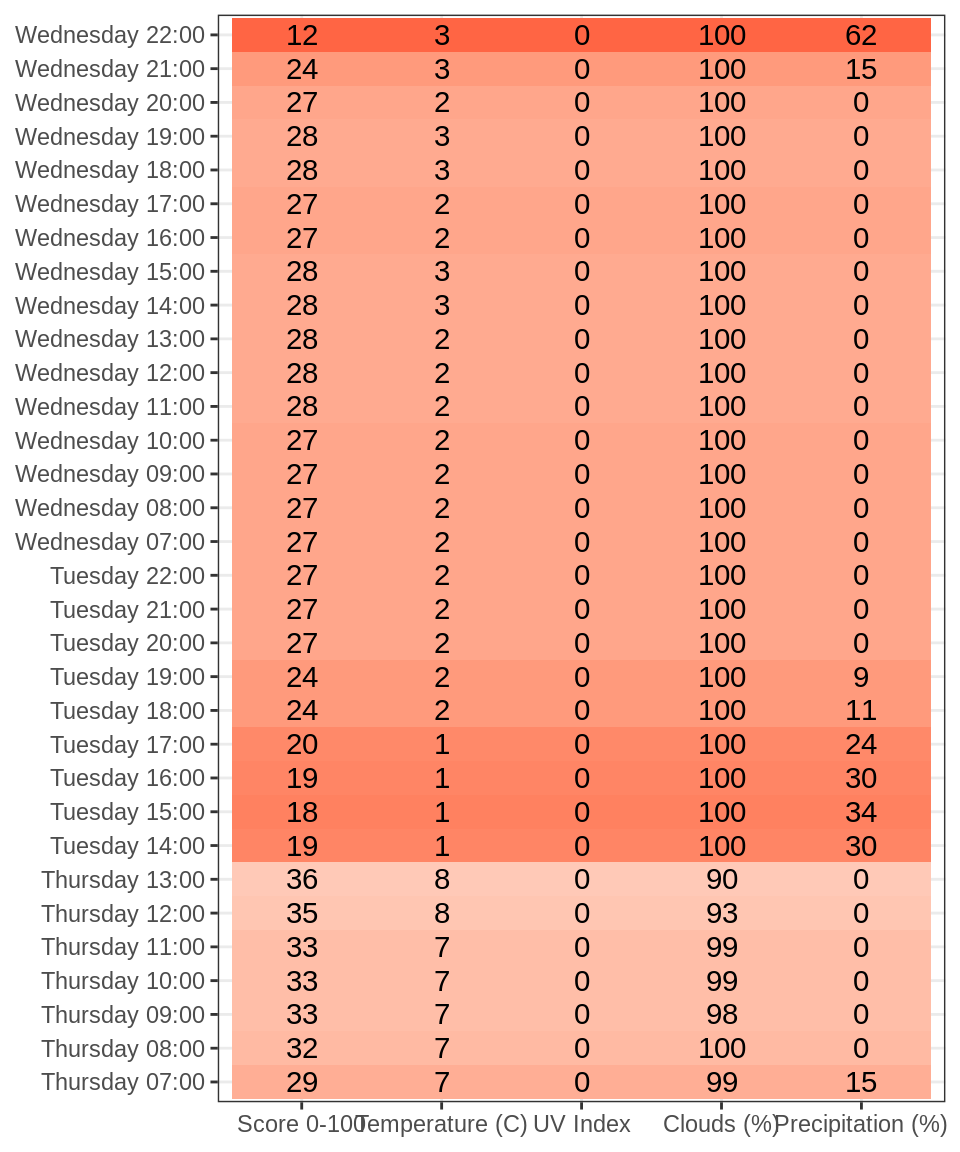 Wednesday 22:00 12 3 0 100 62
Wednesday 21:00 24 3 0 100 15
Wednesday 20:00 27 2 0 100 0
Wednesday 19:00 28 3 0 100 0
Wednesday 18:00 28 3 0 100 0
Wednesday 17:00 27 2 0 100 0
Wednesday 16:00 27 2 0 100 0
Wednesday 15:00 28 3 0 100 0
Wednesday 14:00 28 3 0 100 0
Wednesday 13:00 28 2 0 100 0
Wednesday 12:00 28 2 0 100 0
Wednesday 11:00 28 2 0 100 0
Wednesday 10:00 27 2 0 100 0
Wednesday 09:00 27 2 0 100 0
Wednesday 08:00 27 2 0 100 0
Wednesday 07:00 27 2 0 100 0
Tuesday 22:00 27 2 0 100 0
Tuesday 21:00 27 2 0 100 0
Tuesday 20:00 27 2 0 100 0
Tuesday 19:00 24 2 0 100 9
Tuesday 18:00 24 2 0 100 11
Tuesday 17:00 20 1 0 100 24
Tuesday 16:00 19 1 0 100 30
Tuesday 15:00 18 1 0 100 34
Tuesday 14:00 19 1 0 100 30
Thursday 13:00 36 8 0 90 0
Thursday 12:00 35 8 0 93 0
Thursday 11:00 33 7 0 99 0
Thursday 10:00 33 7 0 99 0
Thursday 09:00 33 7 0 98 0
Thursday 08:00 32 7 0 100 0
Thursday 07:00 29 7 0 99 15
Score 0-100 Temperature (C) UV Index Clouds (%) Precipitation (%)